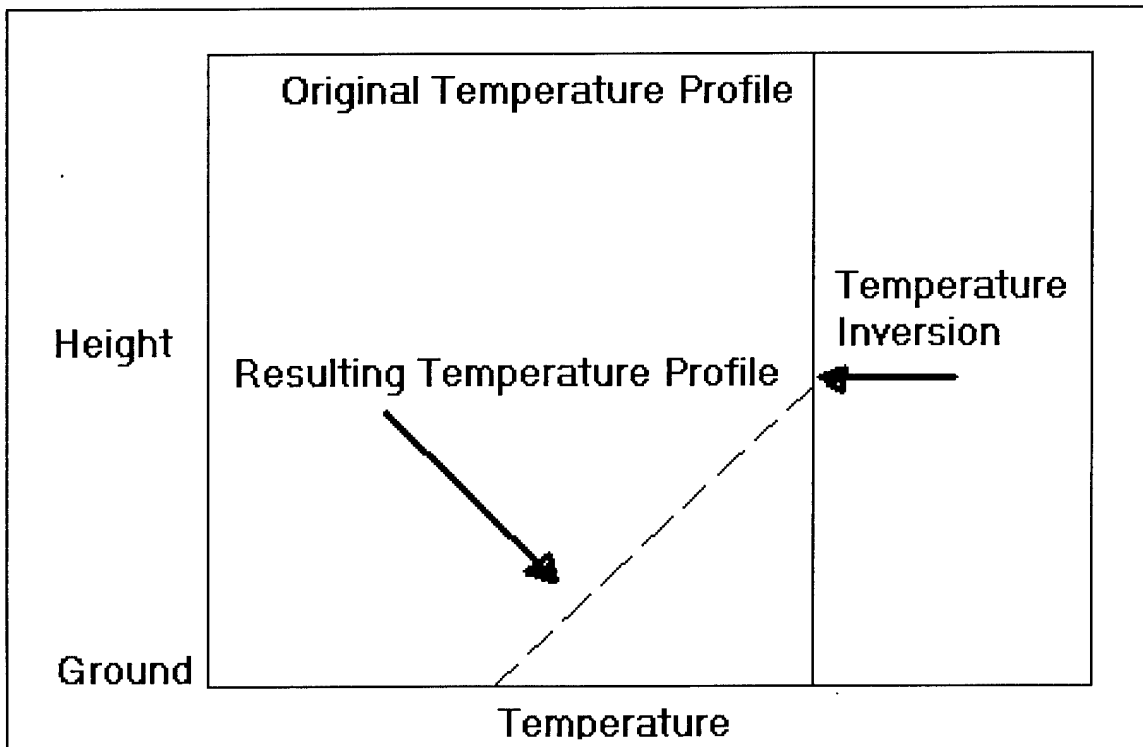 Original Temperature Profile
Temperature
Inversion
Height
Resulting Temperature Profile
Ground
Temperature